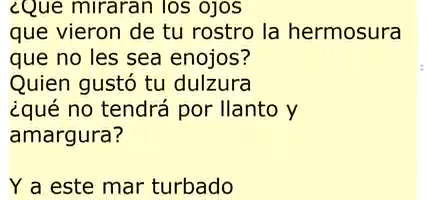 ¿Qué mirarán los ojos
que vieron de tu rostro la hermosura
que no les sea enojos?
Quien gustó tu dulzura
¿qué no tendrá por llanto y
amargura?
Y a este mar turbado